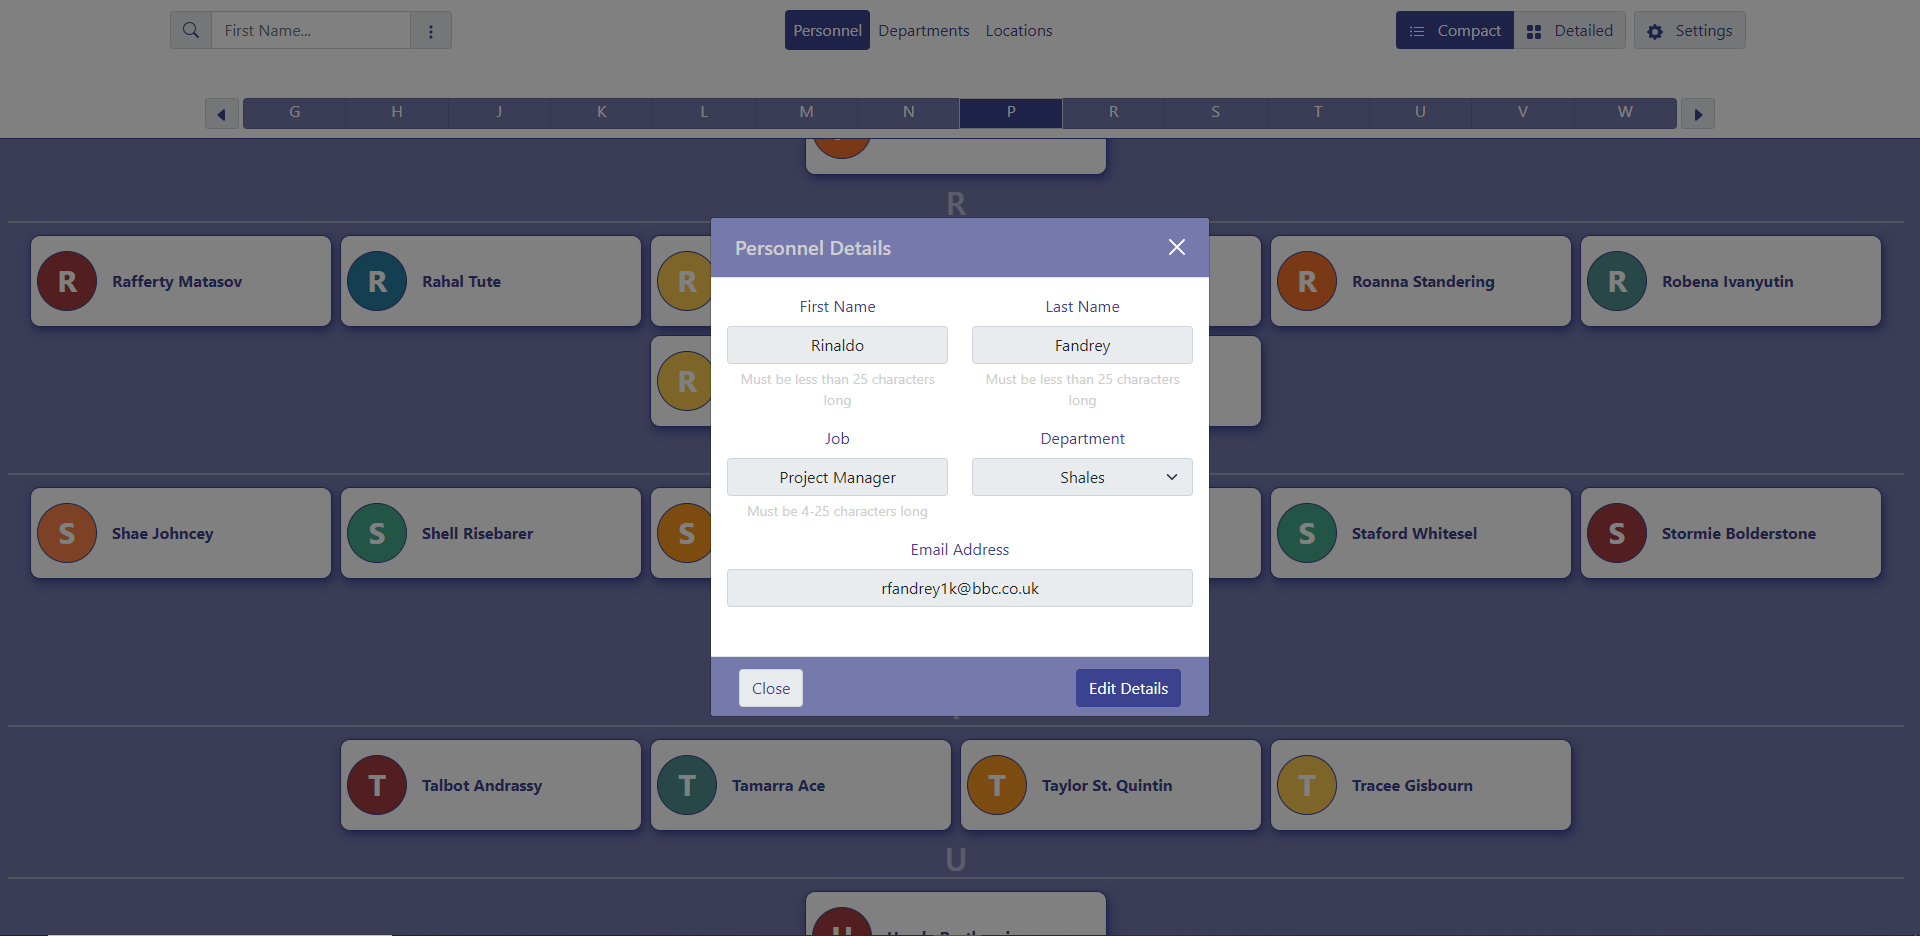 First Name...
Personnel
Departments
Locations
Compact
Detailed
Settings
G H J K L M N P R S T U V W
R
R Rafferty Matasov
R Rahal Tute
R
R Roanna Standering
R Robena Ivanyutin
R
Personnel Details
First Name
Last Name
Rinaldo
Fandrey
Must be less than 25 characters
long
Must be less than 25 characters
long
Job
Department
Project Manager
Shales
Must be 4-25 characters long
Email Address
rfandrey1k@bbc.co.uk
Close
Edit Details
S Shae Johncey
S Shell Risebarer
S
S Staford Whitesel
S Stormie Bolderstone
T Talbot Andrassy
T Tamarra Ace
T Taylor St. Quintin
T Tracee Gisbourn
U
U